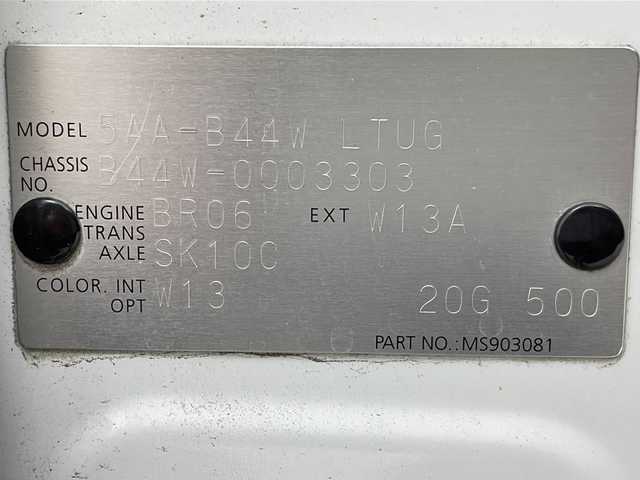 MODEL 5AA-B44W LTUG
CHASSIS NO. B44W-0003303
ENGINE BR06 EXT W13A
TRANS AXLE SK10C
COLOR. INT W13
OPT 20G 500
PART NO.:MS903081